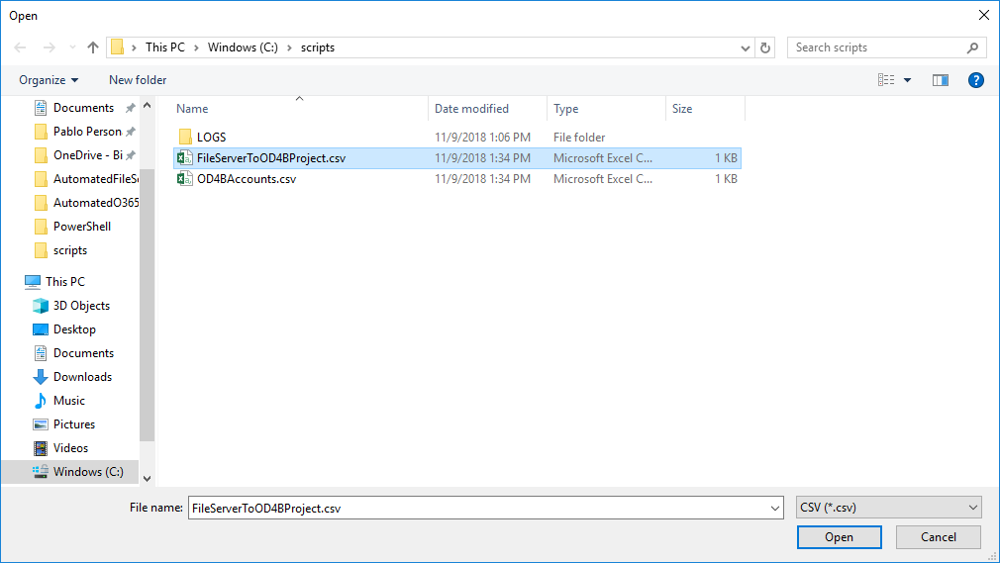 Open
This PC > Windows (C:) > scripts
Search scripts
Organize
New folder
?
Name
Date modified
Type
Size
LOGS 11/9/2018 1:06 PM File folder
FileServerToOD4BProject.csv 11/9/2018 1:34 PM Microsoft Excel C... 1 KB
OD4BAccounts.csv 11/9/2018 1:34 PM Microsoft Excel C... 1 KB
Documents
Pablo Person
OneDrive - Bi
AutomatedFileS
AutomatedO365
PowerShell
scripts
This PC
3D Objects
Desktop
Documents
Downloads
Music
Pictures
Videos
Windows (C:)
File name: FileServerToOD4BProject.csv
CSV (*.csv)
Open
Cancel